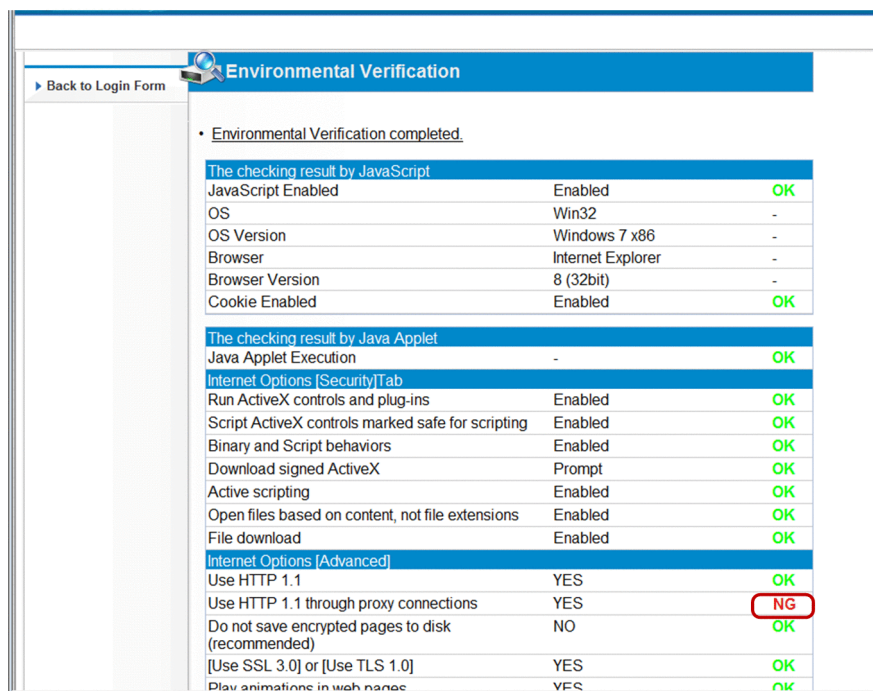 Back to Login Form
Environmental Verification
• Environmental Verification completed.
The checking result by JavaScript
JavaScript Enabled Enabled OK
OS Win32 -
OS Version Windows 7 x86 -
Browser Internet Explorer -
Browser Version 8 (32bit) -
Cookie Enabled Enabled OK
The checking result by Java Applet
Java Applet Execution - OK
Internet Options [Security]Tab
Run ActiveX controls and plug-ins Enabled OK
Script ActiveX controls marked safe for scripting Enabled OK
Binary and Script behaviors Enabled OK
Download signed ActiveX Prompt OK
Active scripting Enabled OK
Open files based on content, not file extensions Enabled OK
File download Enabled OK
Internet Options [Advanced]
Use HTTP 1.1 YES OK
Use HTTP 1.1 through proxy connections YES NG
Do not save encrypted pages to disk NO OK
(recommended)
[Use SSL 3.0] or [Use TLS 1.0] YES OK
Play animations in web pages YES OK